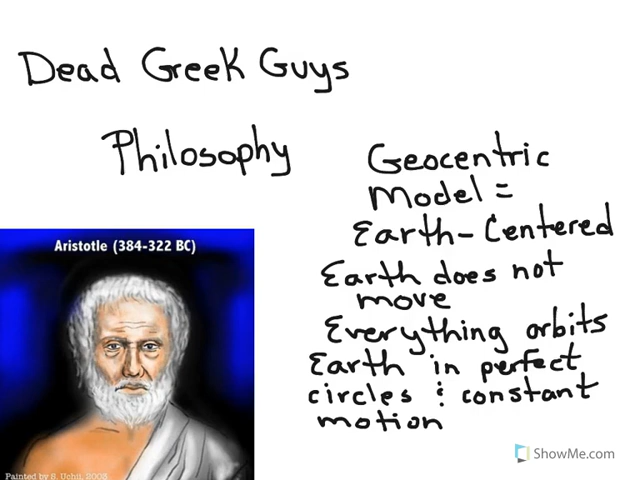 Dead Greek Guys
Philosophy
Geocentric
Model =
Earth-Centered
Earth does not
move
Everything orbits
Earth in perfect
circles & constant
motion
Aristotle (384-322 BC)
Painted by S. Uchii, 2003
ShowMe.com